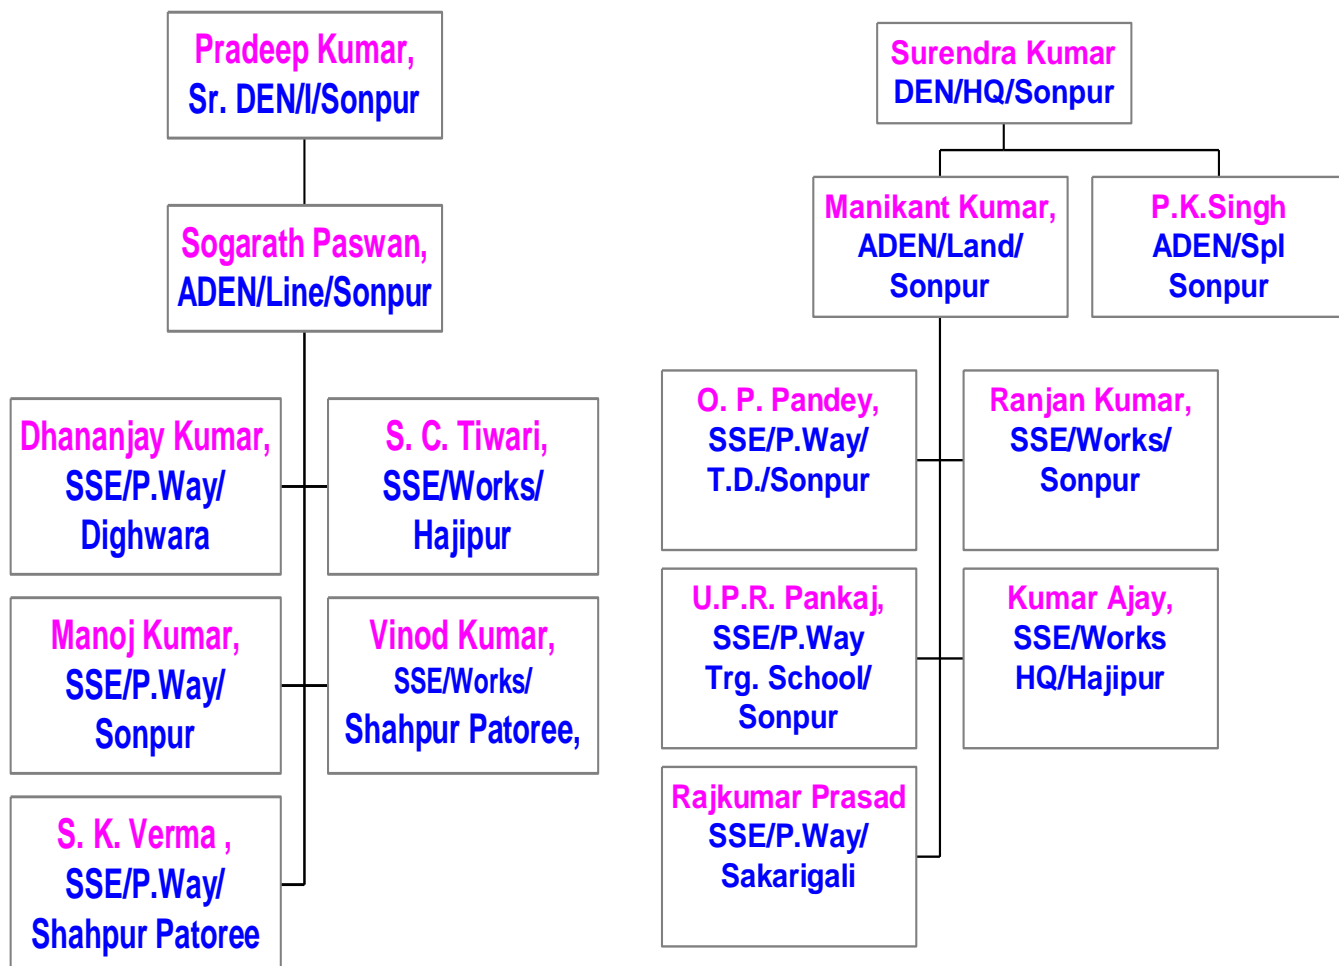 Pradeep Kumar,
Sr. DEN/I/Sonpur
Sogarath Paswan,
ADEN/Line/Sonpur
Dhananjay Kumar,
SSE/P.Way/
Dighwara
S. C. Tiwari,
SSE/Works/
Hajipur
Manoj Kumar,
SSE/P.Way/
Sonpur
Vinod Kumar,
SSE/Works/
Shahpur Patoree,
S. K. Verma ,
SSE/P.Way/
Shahpur Patoree
Surendra Kumar
DEN/HQ/Sonpur
Manikant Kumar,
ADEN/Land/
Sonpur
P.K.Singh
ADEN/Spl
Sonpur
O. P. Pandey,
SSE/P.Way/
T.D./Sonpur
Ranjan Kumar,
SSE/Works/
Sonpur
U.P.R. Pankaj,
SSE/P.Way
Trg. School/
Sonpur
Kumar Ajay,
SSE/Works
HQ/Hajipur
Rajkumar Prasad
SSE/P.Way/
Sakarigali